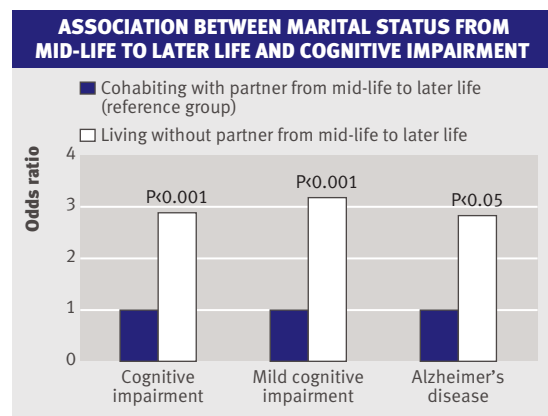 ASSOCIATION BETWEEN MARITAL STATUS FROM
MID-LIFE TO LATER LIFE AND COGNITIVE IMPAIRMENT
Cohabiting with partner from mid-life to later life
(reference group)
Living without partner from mid-life to later life
Odds ratio
4
3
2
1
0
P<0.001
P<0.001
P<0.05
Cognitive
impairment
Mild cognitive
impairment
Alzheimer's
disease